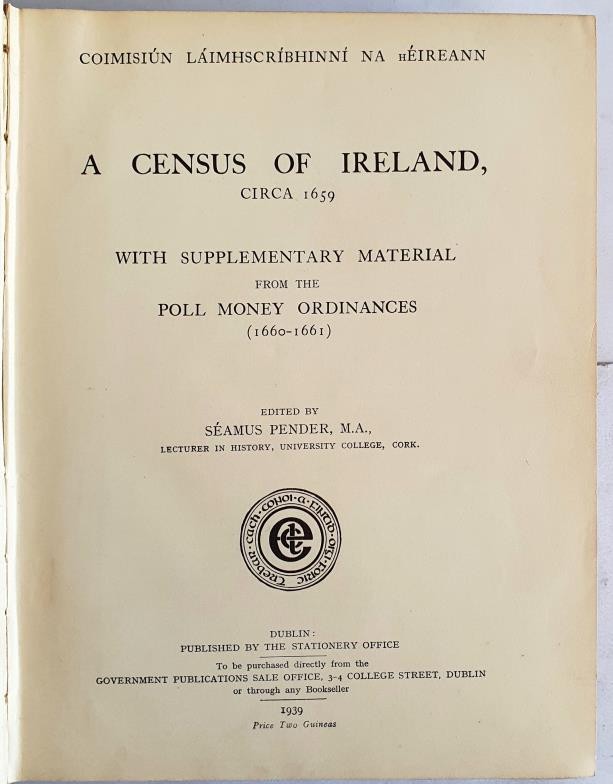 COIMISIÚN LÁIMHSCRÍBHINNÍ NA hÉIREANN
A CENSUS OF IRELAND,
CIRCA 1659
WITH SUPPLEMENTARY MATERIAL
FROM THE
POLL MONEY ORDINANCES
(1660-1661)
EDITED BY
SÉAMUS PENDER, M.A.,
LECTURER IN HISTORY, UNIVERSITY COLLEGE, CORK.
DUBLIN:
PUBLISHED BY THE STATIONERY OFFICE
To be purchased directly from the
GOVERNMENT PUBLICATIONS SALE OFFICE, 3-4 COLLEGE STREET, DUBLIN
or through any Bookseller
1939
Price Two Guineas